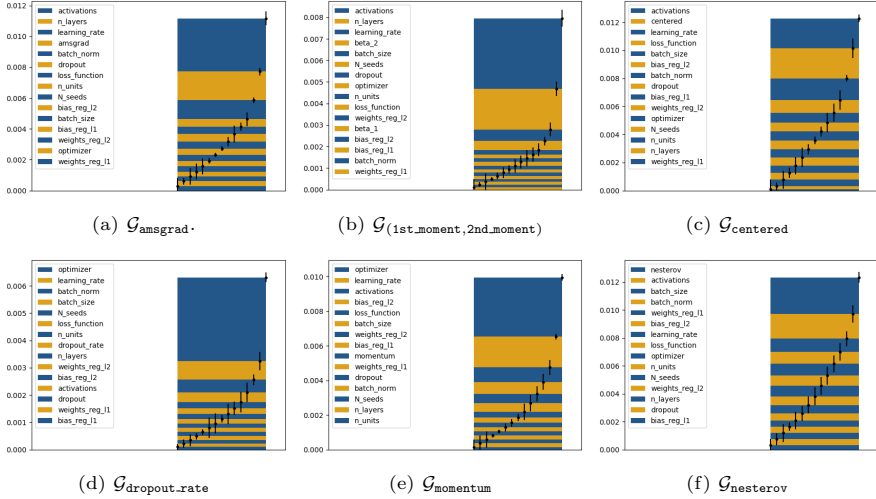 0.012
0.010
0.008
0.006
0.004
0.002
0.000
activations
n_layers
learning_rate
amsgrad
batch_norm
dropout
loss_function
n_units
N_seeds
bias_reg_l2
batch_size
bias_reg_l1
weights_reg_l2
optimizer
weights_reg_l1
(a) 𝒢amsgrad.
0.008
0.007
0.006
0.005
0.004
0.003
0.002
0.001
0.000
activations
n_layers
learning_rate
beta_2
batch_size
N_seeds
dropout
optimizer
n_units
loss_function
weights_reg_l2
beta_1
bias_reg_l2
bias_reg_l1
batch_norm
weights_reg_l1
(b) 𝒢(1st_moment,2nd_moment)
0.012
0.010
0.008
0.006
0.004
0.002
0.000
activations
centered
learning_rate
loss_function
batch_size
bias_reg_l2
batch_norm
dropout
bias_reg_l1
weights_reg_l2
optimizer
N_seeds
n_units
n_layers
weights_reg_l1
(c) 𝒢centered
0.006
0.005
0.004
0.003
0.002
0.001
0.000
optimizer
learning_rate
batch_norm
batch_size
N_seeds
loss_function
n_units
dropout_rate
n_layers
weights_reg_l2
bias_reg_l2
activations
dropout
weights_reg_l1
bias_reg_l1
(d) 𝒢dropout_rate
0.010
0.008
0.006
0.004
0.002
0.000
optimizer
learning_rate
activations
bias_reg_l2
loss_function
batch_size
weights_reg_l2
bias_reg_l1
momentum
weights_reg_l1
dropout
batch_norm
N_seeds
n_layers
n_units
(e) 𝒢momentum
0.012
0.010
0.008
0.006
0.004
0.002
0.000
nesterov
activations
batch_size
batch_norm
weights_reg_l1
bias_reg_l2
learning_rate
loss_function
optimizer
n_units
N_seeds
weights_reg_l2
n_layers
dropout
bias_reg_l1
(f) 𝒢nesterov